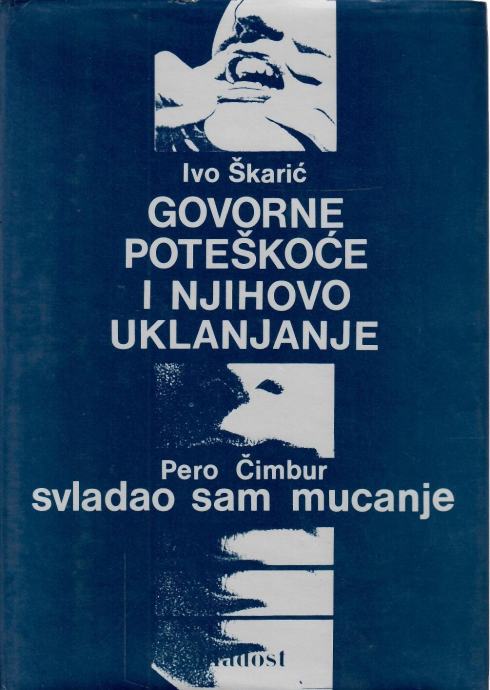 Ivo Škarić
GOVORNE
POTEŠKOĆE
I NJIHOVO
UKLANJANJE
Pero Čimbur
svladao sam mucanje